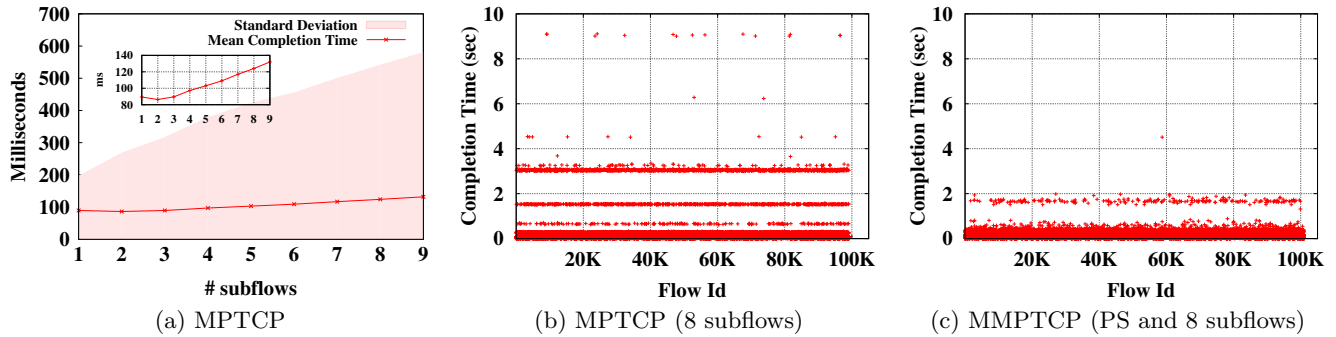 Standard Deviation
Mean Completion Time
Milliseconds
700
600
500
400
300
200
100
0
ms
140
120
100
80
1 2 3 4 5 6 7 8 9
1 2 3 4 5 6 7 8 9
# subflows
(a) MPTCP
Completion Time (sec)
10
8
6
4
2
0
20K 40K 60K 80K 100K
Flow Id
(b) MPTCP (8 subflows)
Completion Time (sec)
10
8
6
4
2
0
20K 40K 60K 80K 100K
Flow Id
(c) MMPTCP (PS and 8 subflows)